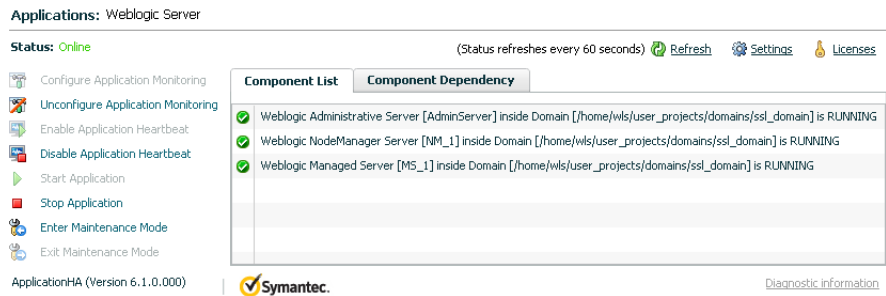 Applications: Weblogic Server
Status: Online
(Status refreshes every 60 seconds) Refresh Settings Licenses
Configure Application Monitoring
Unconfigure Application Monitoring
Enable Application Heartbeat
Disable Application Heartbeat
Start Application
Stop Application
Enter Maintenance Mode
Exit Maintenance Mode
Component List Component Dependency
Weblogic Administrative Server [AdminServer] inside Domain [/home/wls/user_projects/domains/ssl_domain] is RUNNING
Weblogic NodeManager Server [NM_1] inside Domain [/home/wls/user_projects/domains/ssl_domain] is RUNNING
Weblogic Managed Server [MS_1] inside Domain [/home/wls/user_projects/domains/ssl_domain] is RUNNING
ApplicationHA (Version 6.1.0.000)
Symantec.
Diagnostic information